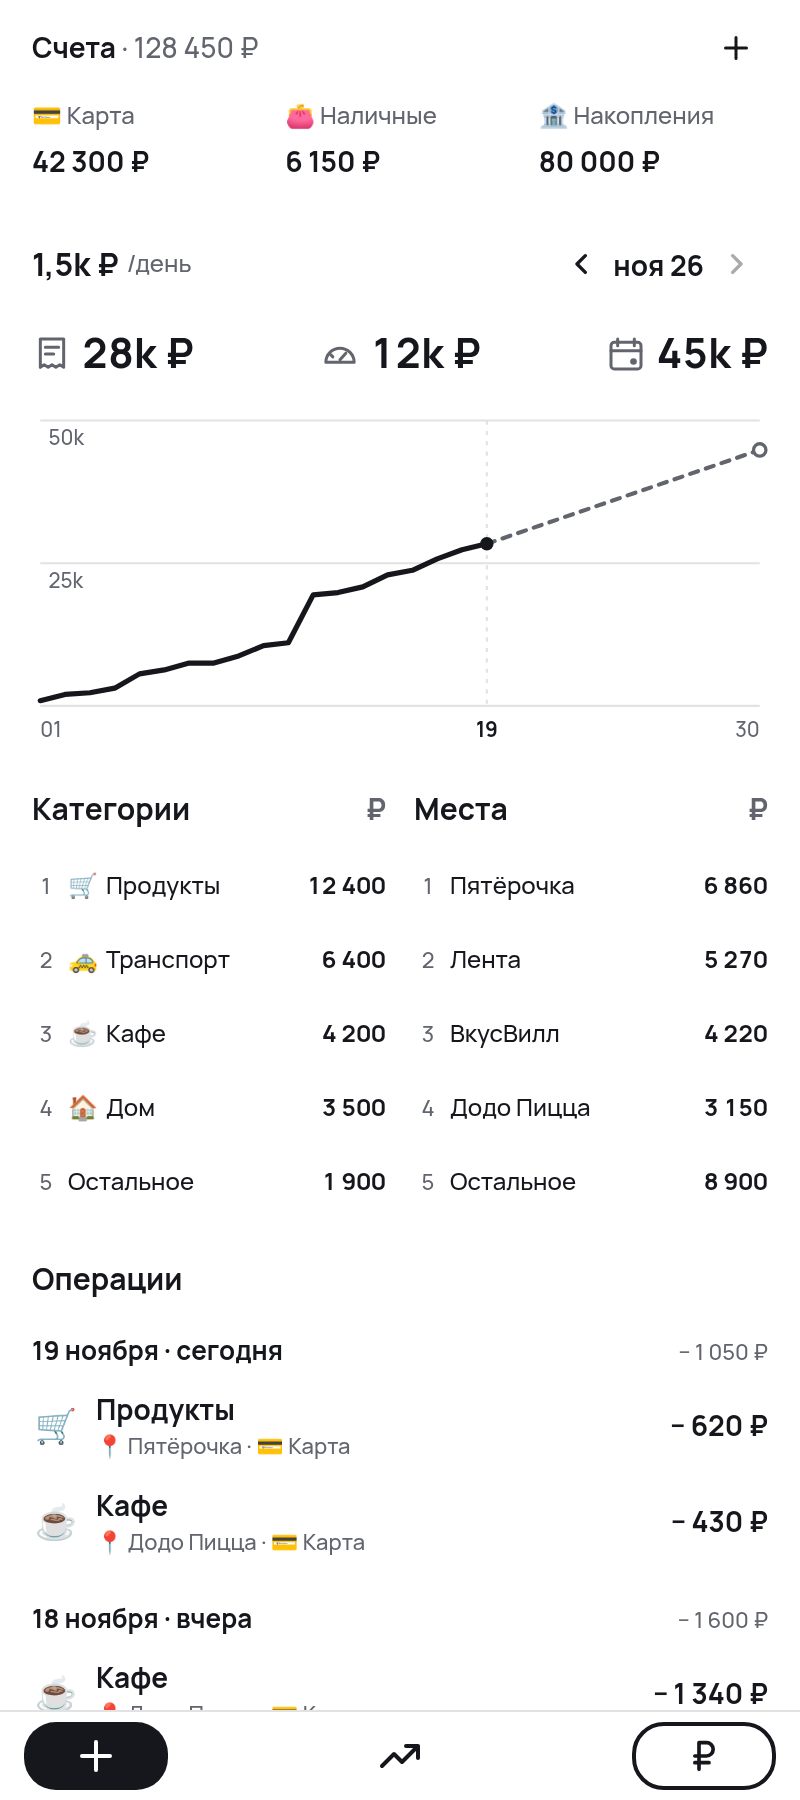 Счета · 128 450 ₽
💳 Карта
👛 Наличные
🏦 Накопления
42 300 ₽
6 150 ₽
80 000 ₽
1,5k ₽ /день
ноя 26
28k ₽
12k ₽
45k ₽
50k
25k
01
19
30
Категории ₽
1 🛒 Продукты 12 400
2 🚕 Транспорт 6 400
3 ☕ Кафе 4 200
4 🏠 Дом 3 500
5 Остальное 1 900
Места ₽
1 Пятёрочка 6 860
2 Лента 5 270
3 ВкусВилл 4 220
4 Додо Пицца 3 150
5 Остальное 8 900
Операции
19 ноября · сегодня
− 1 050 ₽
Продукты
📍 Пятёрочка · 💳 Карта
− 620 ₽
Кафе
📍 Додо Пицца · 💳 Карта
− 430 ₽
18 ноября · вчера
− 1 600 ₽
Кафе
− 1 340 ₽
₽